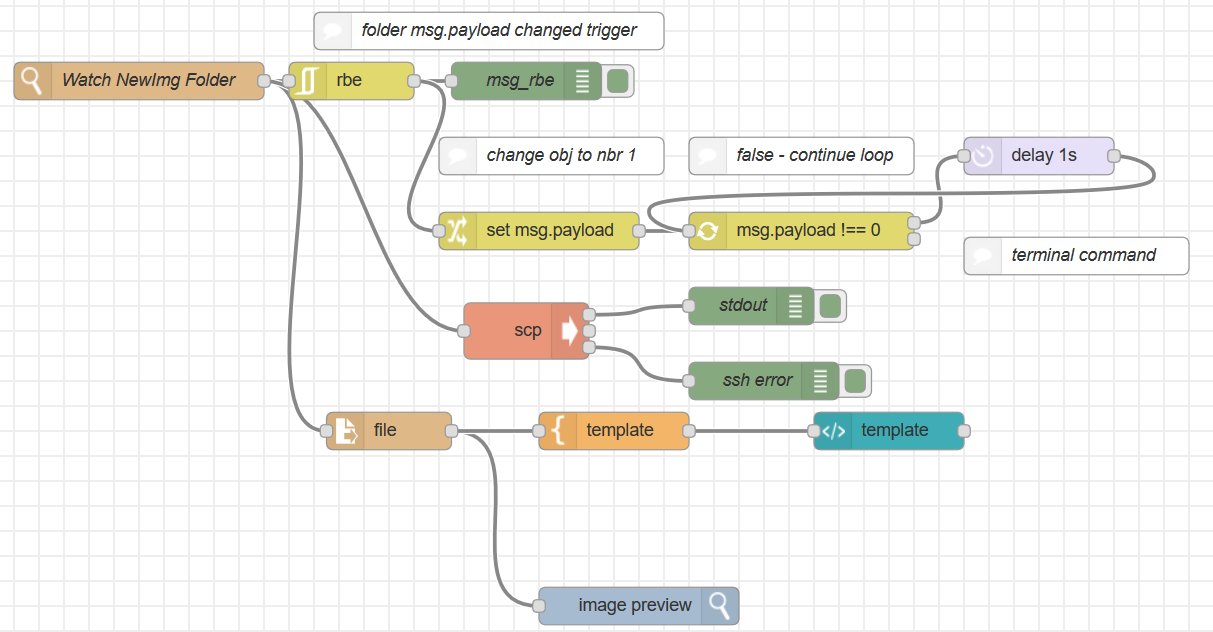 folder msg.payload changed trigger
Watch NewImg Folder
rbe
msg_rbe
change obj to nbr 1
false - continue loop
delay 1s
set msg.payload
msg.payload !== 0
terminal command
stdout
scp
ssh error
file
template
template
image preview